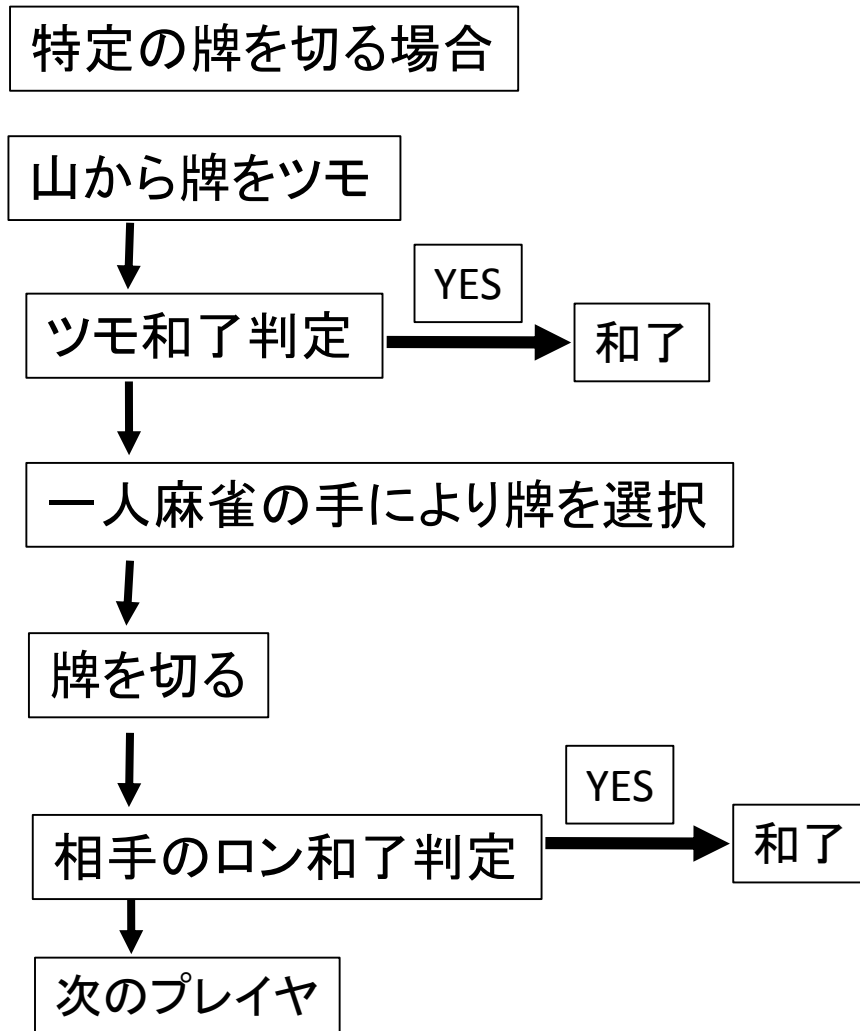 特定の牌を切る場合
山から牌をツモ
YES
ツモ和了判定
和了
一人麻雀の手により牌を選択
牌を切る
YES
相手のロン和了判定
和了
次のプレイヤ